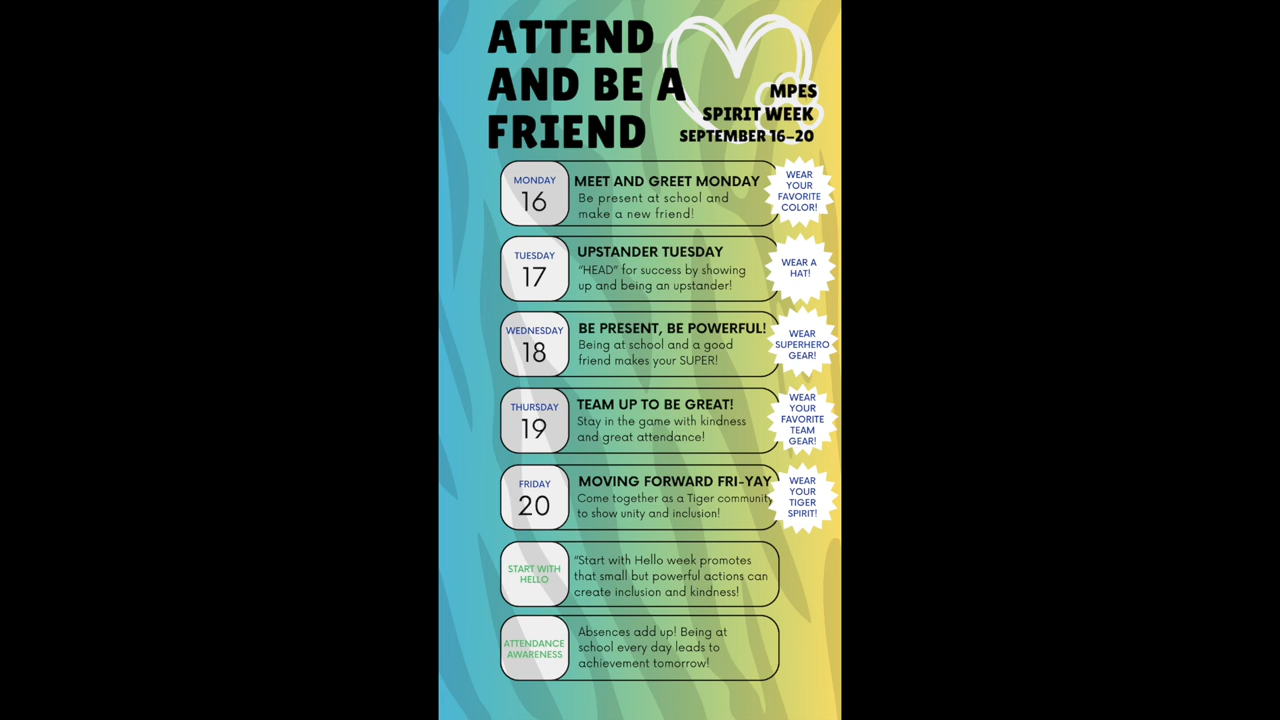 ATTEND
AND BE A
FRIEND
MPES
SPIRIT WEEK
SEPTEMBER 16–20
MONDAY
16
MEET AND GREET MONDAY
Be present at school and
make a new friend!
WEAR
YOUR
FAVORITE
COLOR!
TUESDAY
17
UPSTANDER TUESDAY
“HEAD” for success by showing
up and being an upstander!
WEAR A
HAT!
WEDNESDAY
18
BE PRESENT, BE POWERFUL!
Being at school and a good
friend makes your SUPER!
WEAR
SUPERHERO
GEAR!
THURSDAY
19
TEAM UP TO BE GREAT!
Stay in the game with kindness
and great attendance!
WEAR
YOUR
FAVORITE
TEAM
GEAR!
FRIDAY
20
MOVING FORWARD FRI-YAY
Come together as a Tiger community
to show unity and inclusion!
WEAR
YOUR
TIGER
SPIRIT!
START WITH
HELLO
“Start with Hello week promotes
that small but powerful actions can
create inclusion and kindness!
ATTENDANCE
AWARENESS
Absences add up! Being at
school every day leads to
achievement tomorrow!